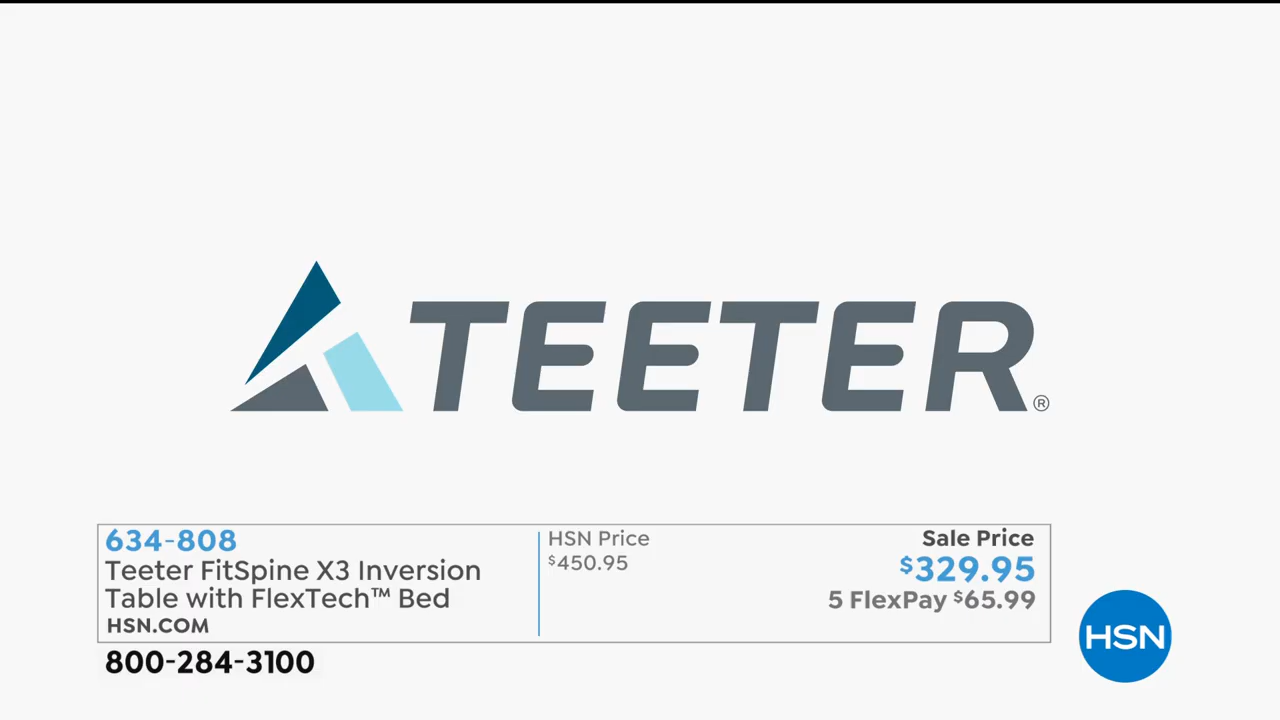 TEETER®
634-808
Teeter FitSpine X3 Inversion
Table with FlexTech™ Bed
HSN.COM
HSN Price
$450.95
Sale Price
$329.95
5 FlexPay $65.99
800-284-3100
HSN